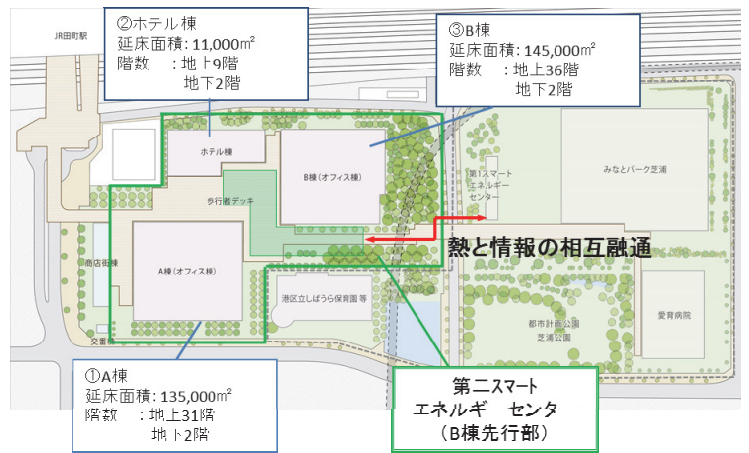 JR田町駅
②ホテル棟
延床面積：11,000㎡
階数　：地上9階
地下2階
③B棟
延床面積：145,000㎡
階数　：地上36階
地下2階
ホテル棟
B棟（オフィス棟）
歩行者デッキ
第1スマート
エネルギー
センター
みなとパーク芝浦
熱と情報の相互融通
商店街棟
A棟（オフィス棟）
港区立しばうら保育園 等
都市計画公園
芝浦公園
愛育病院
交番
①A棟
延床面積：135,000㎡
階数　：地上31階
地下2階
第二スマート
エネルギ　センタ
（B棟先行部）